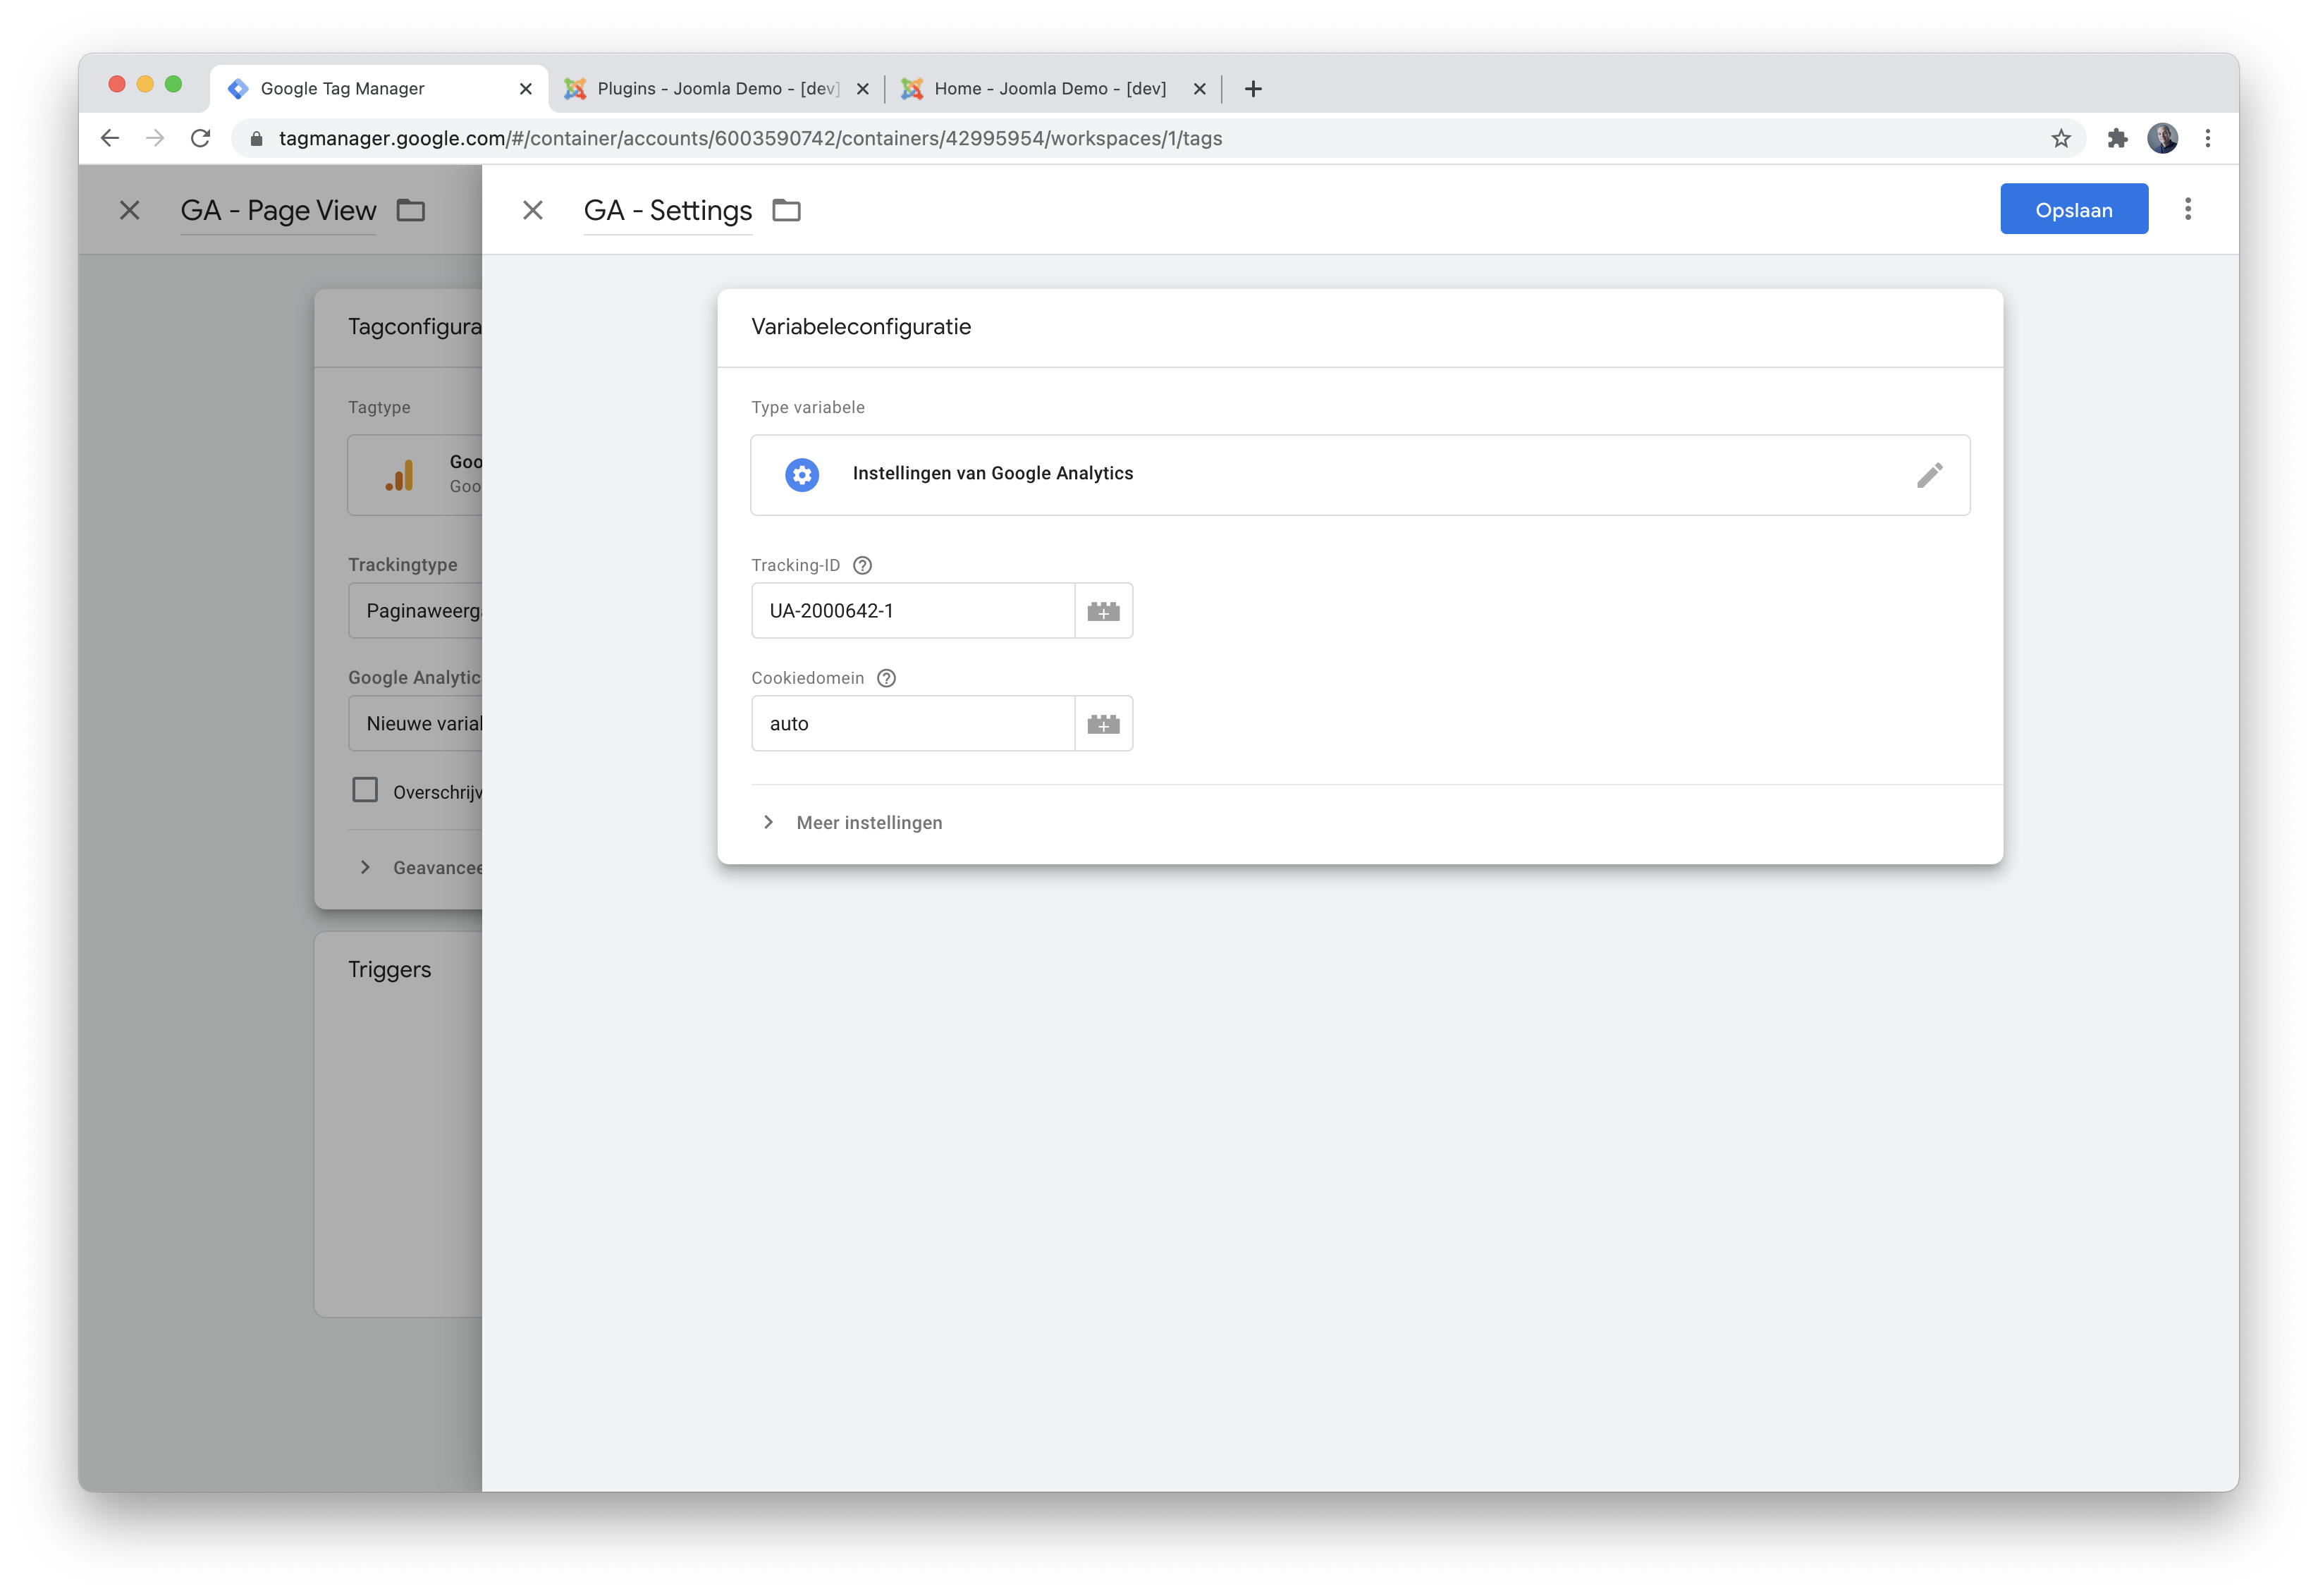 Google Tag Manager
Plugins - Joomla Demo - [dev]
Home - Joomla Demo - [dev]
tagmanager.google.com/#/container/accounts/6003590742/containers/42995954/workspaces/1/tags
GA - Page View
GA - Settings
Opslaan
Tagconfigura
Tagtype
Goo
Goo
Trackingtype
Paginaweerg
Google Analytic
Nieuwe varial
Overschrijv
Geavancee
Triggers
Variabeleconfiguratie
Type variabele
Instellingen van Google Analytics
Tracking-ID
UA-2000642-1
Cookiedomein
auto
Meer instellingen